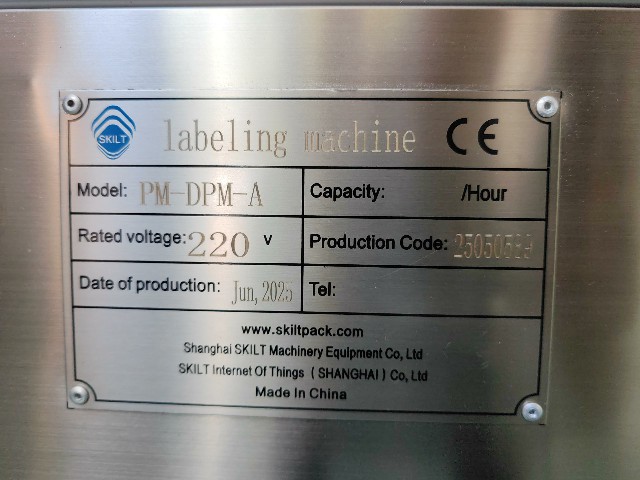 SKILT labeling machine CE
Model: PM-DPM-A Capacity: /Hour
Rated voltage: 220 V Production Code:
Date of production: Jun, 2025 Tel:
www.skiltpack.com
Shanghai SKILT Machinery Equipment Co, Ltd
SKILT Internet Of Things ( SHANGHAI ) Co, Ltd
Made In China